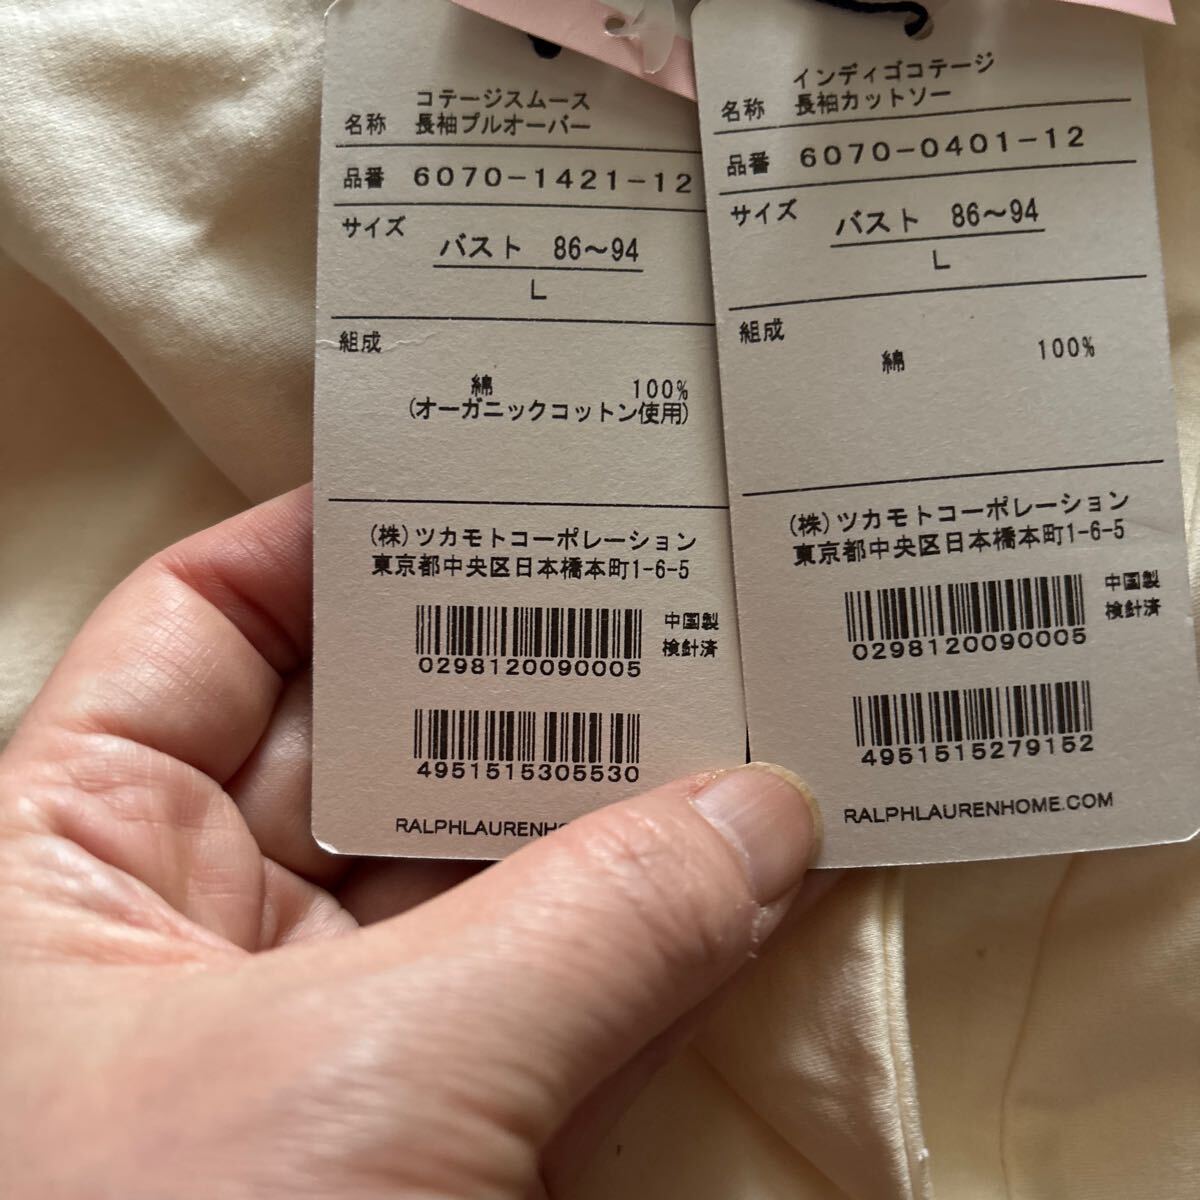 コテージスムース
名称 長袖プルオーバー
品番 6070-1421-12
サイズ
バスト 86～94
L
組成
綿 100%
(オーガニックコットン使用)
(株)ツカモトコーポレーション
東京都中央区日本橋本町1-6-5
中国製
検針済
0298120090005
4951515305530
RALPHLAURENHO
インディゴコテージ
名称 長袖カットソー
品番 6070-0401-12
サイズ
バスト 86～94
L
組成
綿 100%
(株)ツカモトコーポレーション
東京都中央区日本橋本町1-6-5
中国製
検針済
0298120090005
4951515279152
RALPHLAURENHOME.COM